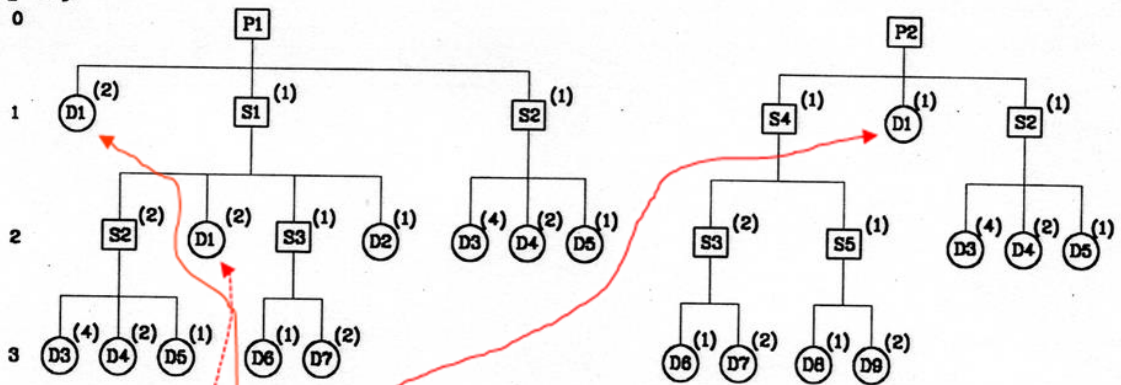 0 P1 P2
(2) (1) (1) (1) (1) (1)
1 D1 S1 S2 S4 D1 S2
(2) (2) (1) (1) (4) (2) (1) (2) (1) (4) (2) (1)
2 S2 D1 S3 D2 D3 D4 D5 S3 S5 D3 D4 D5
(4) (2) (1) (1) (2) (1) (2) (1) (2)
3 D3 D4 D5 D6 D7 D6 D7 D8 D9